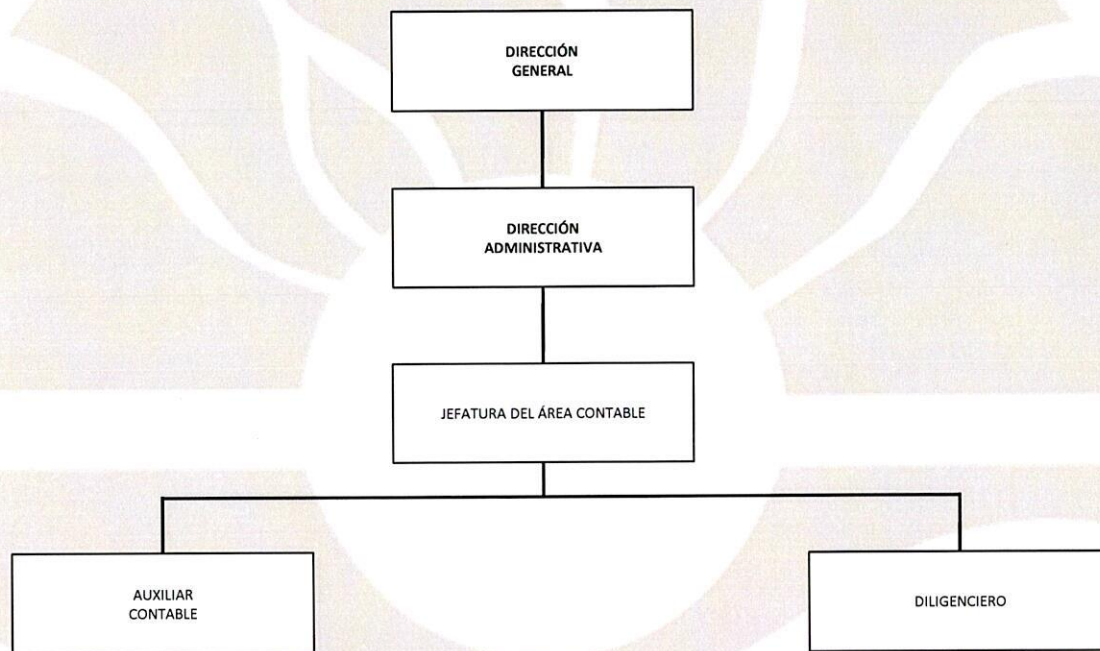 DIRECCIÓN
GENERAL
DIRECCIÓN
ADMINISTRATIVA
JEFATURA DEL ÁREA CONTABLE
AUXILIAR
CONTABLE
DILIGENCIERO